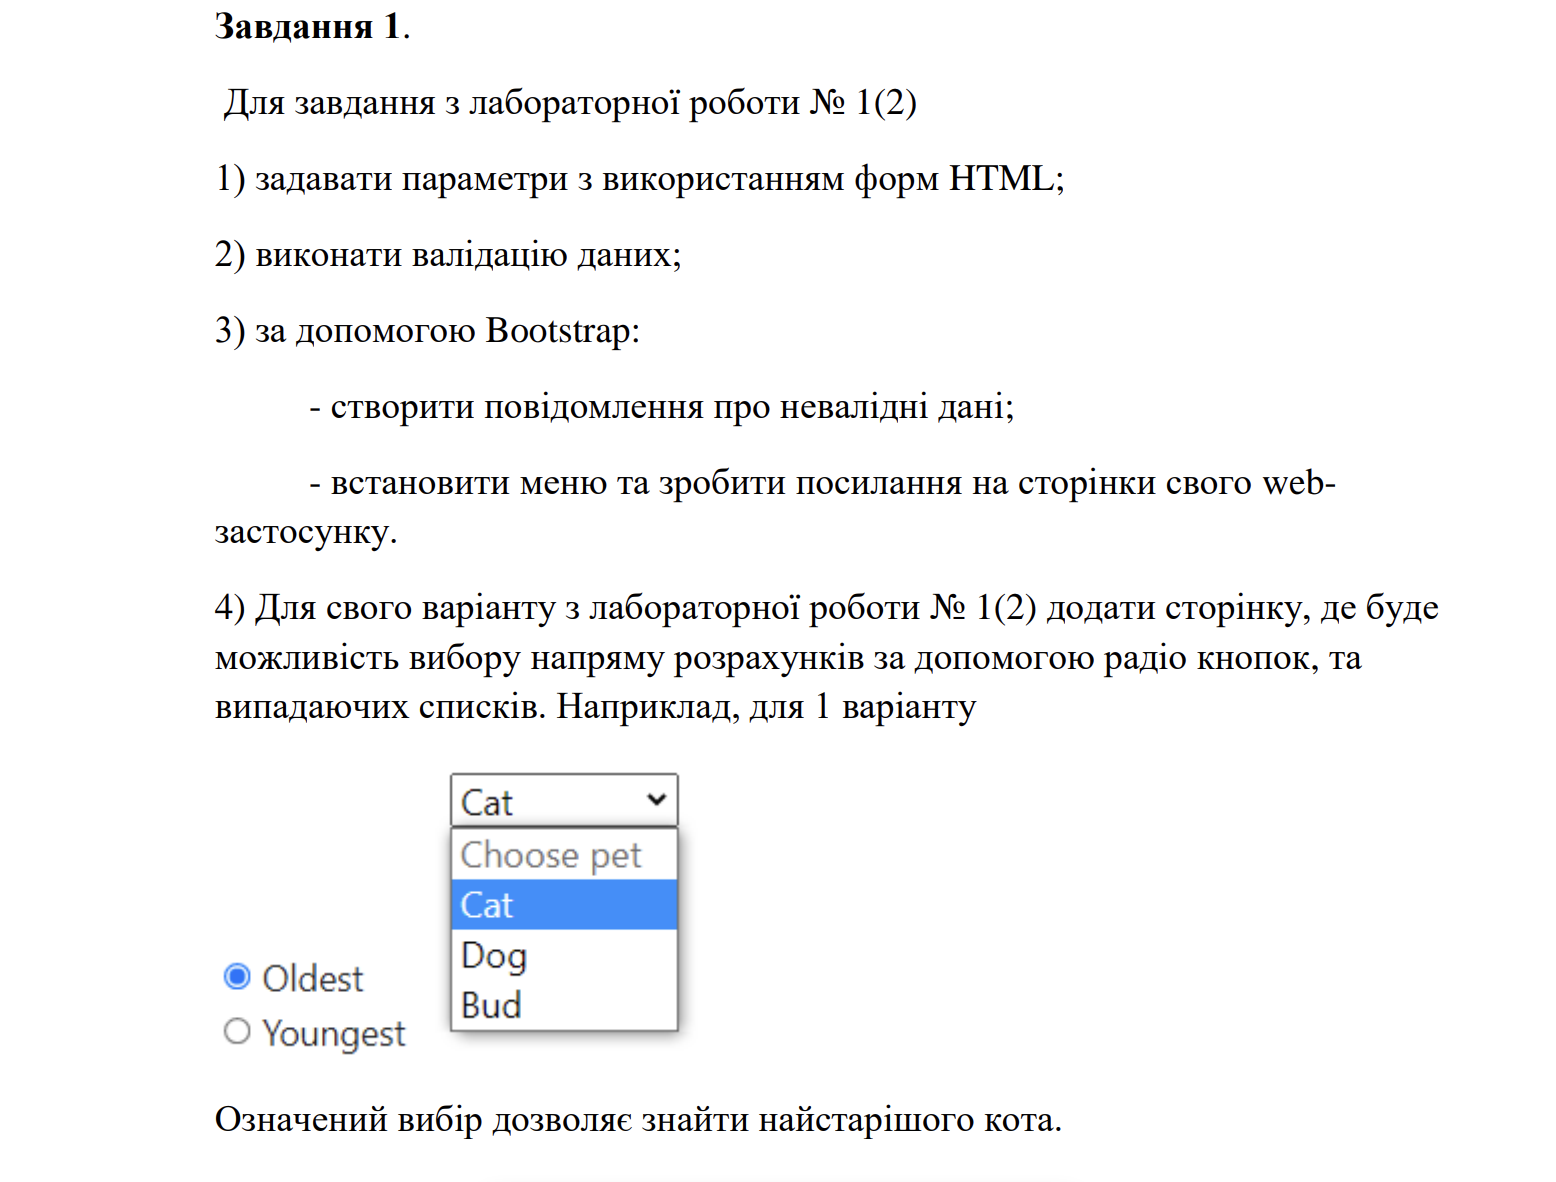 Завдання 1.
Для завдання з лабораторної роботи № 1(2)
1) задавати параметри з використанням форм HTML;
2) виконати валідацію даних;
3) за допомогою Bootstrap:
- створити повідомлення про невалідні дані;
- встановити меню та зробити посилання на сторінки свого web-
застосунку.
4) Для свого варіанту з лабораторної роботи № 1(2) додати сторінку, де буде
можливість вибору напряму розрахунків за допомогою радіо кнопок, та
випадаючих списків. Наприклад, для 1 варіанту
Cat
Choose pet
Cat
Dog
Bud
Oldest
Youngest
Означений вибір дозволяє знайти найстарішого кота.